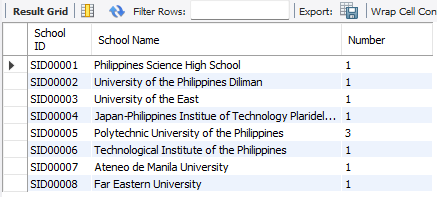 Result Grid Filter Rows: Export: Wrap Cell Con
School ID School Name Number
SID00001 Philippines Science High School 1
SID00002 University of the Philippines Diliman 1
SID00003 University of the East 1
SID00004 Japan-Philippines Institue of Technology Plaridel... 1
SID00005 Polytechnic University of the Philippines 3
SID00006 Technological Institute of the Philippines 1
SID00007 Ateneo de Manila University 1
SID00008 Far Eastern University 1